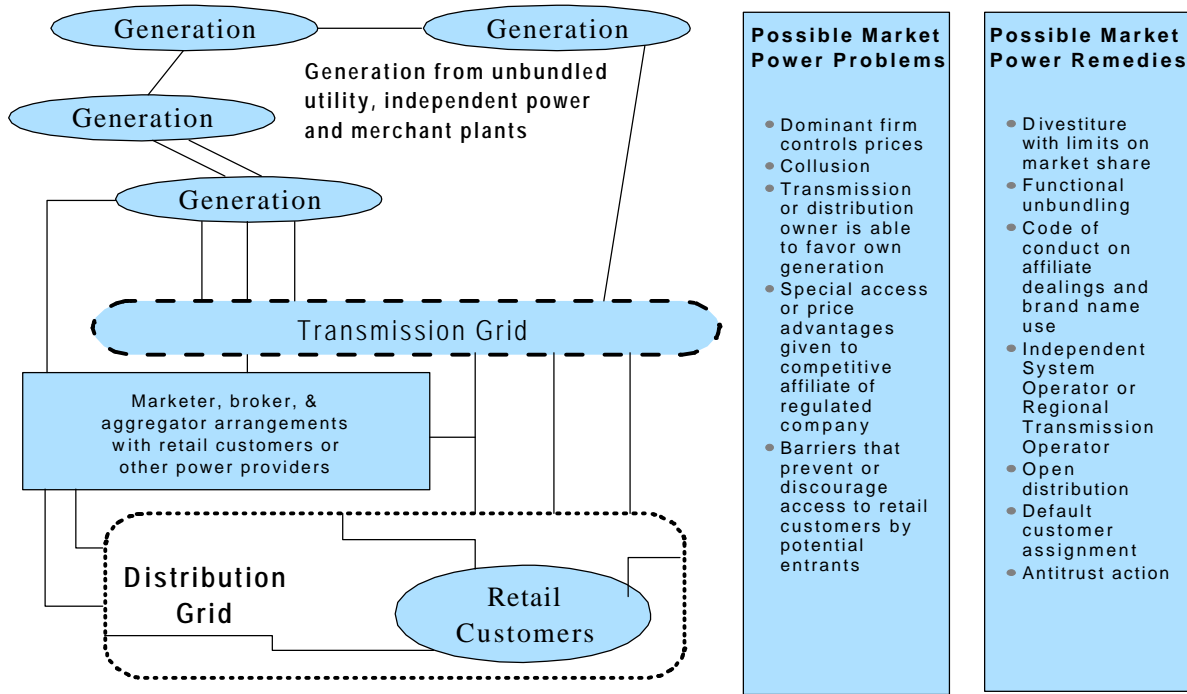 Generation
Generation
Generation from unbundled
utility, independent power
and merchant plants
Generation
Generation
Transmission Grid
Marketer, broker, &
aggregator arrangements
with retail customers or
other power providers
Distribution
Grid
Retail
Customers
Possible Market
Power Problems
Dominant firm
controls prices
Collusion
Transmission
or distribution
owner is able
to favor own
generation
Special access
or price
advantages
given to
competitive
affiliate of
regulated
company
Barriers that
prevent or
discourage
access to retail
customers by
potential
entrants
Possible Market
Power Remedies
Divestiture
with limits on
market share
Functional
unbundling
Code of
conduct on
affiliate
dealings and
brand name
use
Independent
System
Operator or
Regional
Transmission
Operator
Open
distribution
Default
customer
assignment
Antitrust action